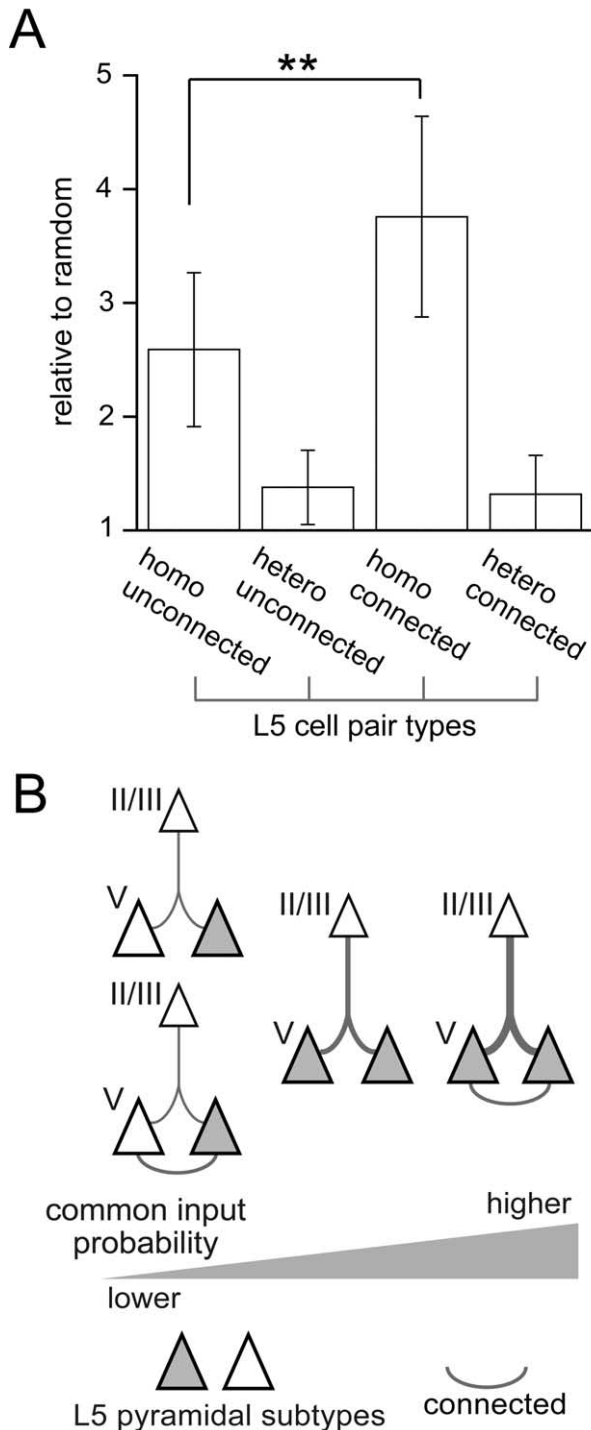 A
**
5
4
3
2
1
relative to ramdom
homo
unconnected
hetero
unconnected
homo
connected
hetero
connected
L5 cell pair types
B
II/III
V
II/III
V
II/III
V
II/III
V
common input
probability
higher
lower
L5 pyramidal subtypes
connected